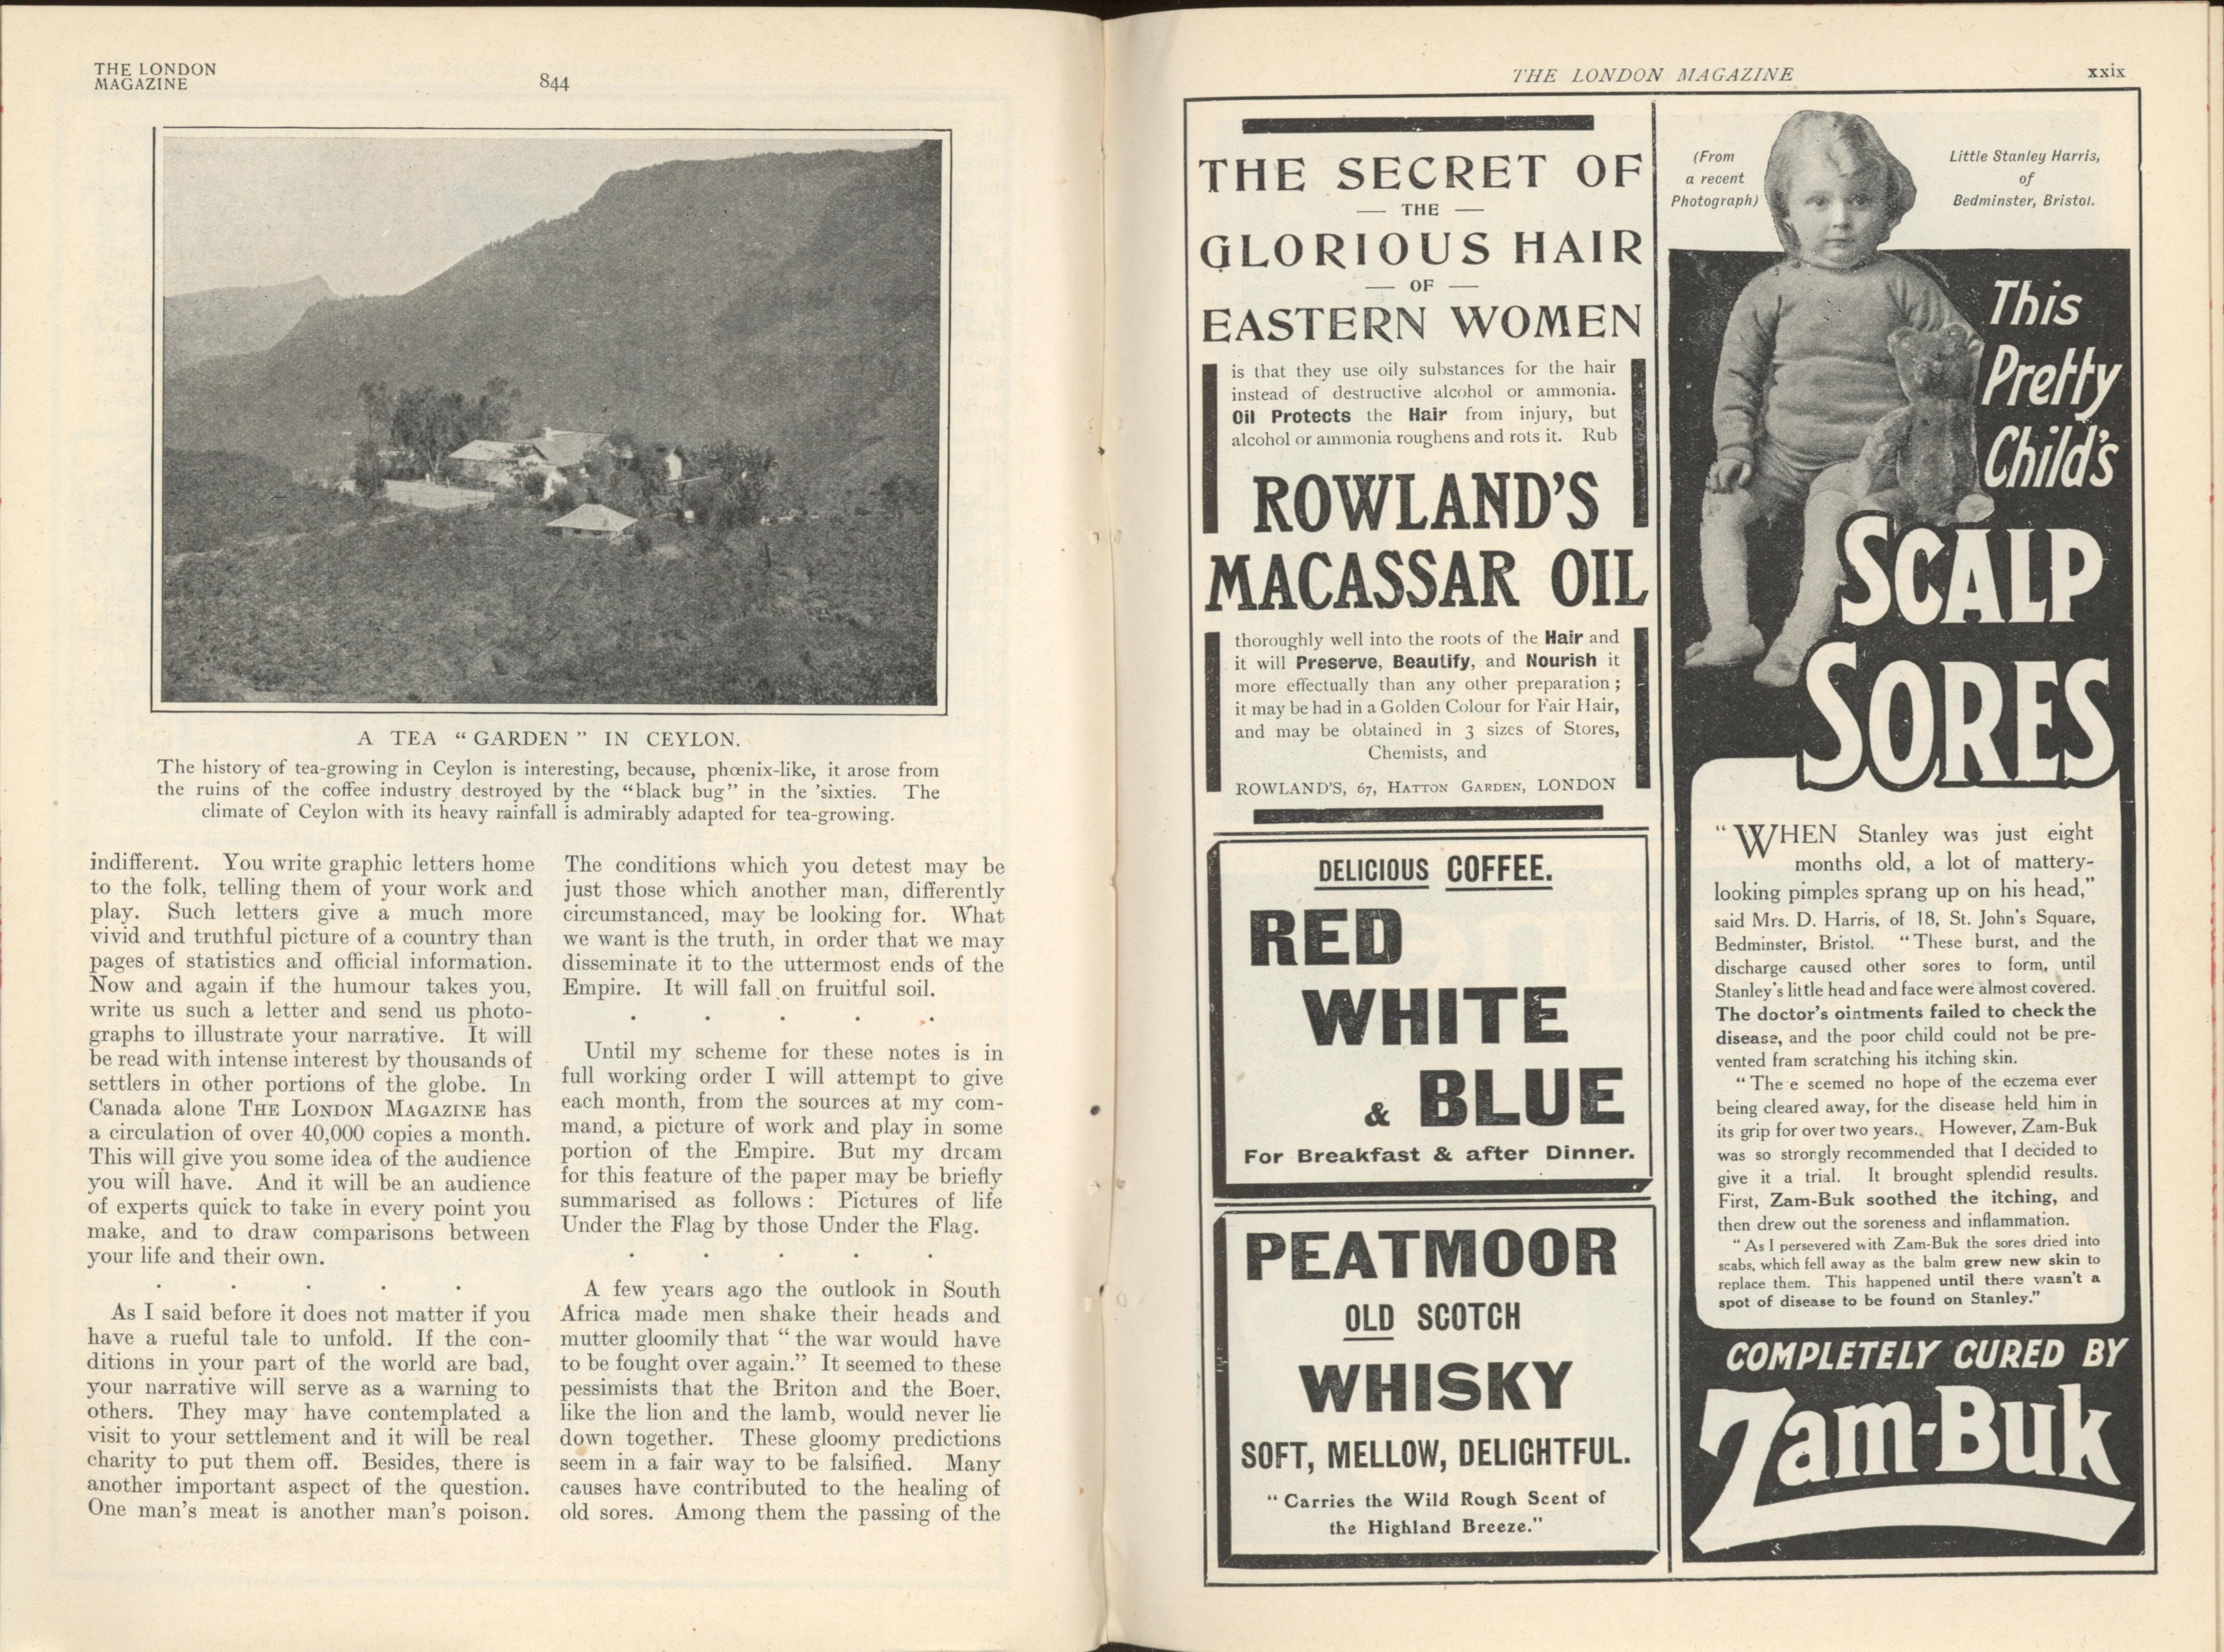 THE LONDON
MAGAZINE
844
A TEA “ GARDEN ” IN CEYLON.
The history of tea-growing in Ceylon is interesting, because, phœnix-like, it arose from
the ruins of the coffee industry destroyed by the “black bug” in the ’sixties. The
climate of Ceylon with its heavy rainfall is admirably adapted for tea-growing.
indifferent. You write graphic letters home
to the folk, telling them of your work and
play. Such letters give a much more
vivid and truthful picture of a country than
pages of statistics and official information.
Now and again if the humour takes you,
write us such a letter and send us photo-
graphs to illustrate your narrative. It will
be read with intense interest by thousands of
settlers in other portions of the globe. In
Canada alone THE LONDON MAGAZINE has
a circulation of over 40,000 copies a month.
This will give you some idea of the audience
you will have. And it will be an audience
of experts quick to take in every point you
make, and to draw comparisons between
your life and their own.
. . . . .
As I said before it does not matter if you
have a rueful tale to unfold. If the con-
ditions in your part of the world are bad,
your narrative will serve as a warning to
others. They may have contemplated a
visit to your settlement and it will be real
charity to put them off. Besides, there is
another important aspect of the question.
One man’s meat is another man’s poison.
The conditions which you detest may be
just those which another man, differently
circumstanced, may be looking for. What
we want is the truth, in order that we may
disseminate it to the uttermost ends of the
Empire. It will fall on fruitful soil.
. . . . .
Until my scheme for these notes is in
full working order I will attempt to give
each month, from the sources at my com-
mand, a picture of work and play in some
portion of the Empire. But my dream
for this feature of the paper may be briefly
summarised as follows : Pictures of life
Under the Flag by those Under the Flag.
. . . . .
A few years ago the outlook in South
Africa made men shake their heads and
mutter gloomily that “ the war would have
to be fought over again.” It seemed to these
pessimists that the Briton and the Boer,
like the lion and the lamb, would never lie
down together. These gloomy predictions
seem in a fair way to be falsified. Many
causes have contributed to the healing of
old sores. Among them the passing of the
THE LONDON MAGAZINE
xxix
THE SECRET OF
— THE —
GLORIOUS HAIR
— OF —
EASTERN WOMEN
is that they use oily substances for the hair
instead of destructive alcohol or ammonia.
Oil Protects the Hair from injury, but
alcohol or ammonia roughens and rots it. Rub
ROWLAND’S
MACASSAR OIL
thoroughly well into the roots of the Hair and
it will Preserve, Beautify, and Nourish it
more effectually than any other preparation ;
it may be had in a Golden Colour for Fair Hair,
and may be obtained in 3 sizes of Stores,
Chemists, and
ROWLAND’S, 67, HATTON GARDEN, LONDON
DELICIOUS COFFEE.
RED
WHITE
& BLUE
For Breakfast & after Dinner.
PEATMOOR
OLD SCOTCH
WHISKY
SOFT, MELLOW, DELIGHTFUL.
“ Carries the Wild Rough Scent of
the Highland Breeze.”
(From
a recent
Photograph)
Little Stanley Harris,
of
Bedminster, Bristol.
This
Pretty
Child’s
SCALP
SORES
“ WHEN Stanley was just eight
months old, a lot of mattery-
looking pimples sprang up on his head,”
said Mrs. D. Harris, of 18, St. John’s Square,
Bedminster, Bristol. “ These burst, and the
discharge caused other sores to form, until
Stanley’s little head and face were almost covered.
The doctor’s ointments failed to check the
disease, and the poor child could not be pre-
vented fram scratching his itching skin.
“ The e seemed no hope of the eczema ever
being cleared away, for the disease held him in
its grip for over two years.. However, Zam-Buk
was so strongly recommended that I decided to
give it a trial. It brought splendid results.
First, Zam-Buk soothed the itching, and
then drew out the soreness and inflammation.
“ As I persevered with Zam-Buk the sores dried into
scabs, which fell away as the balm grew new skin to
replace them. This happened until there wasn’t a
spot of disease to be found on Stanley.”
COMPLETELY CURED BY
Zam-Buk